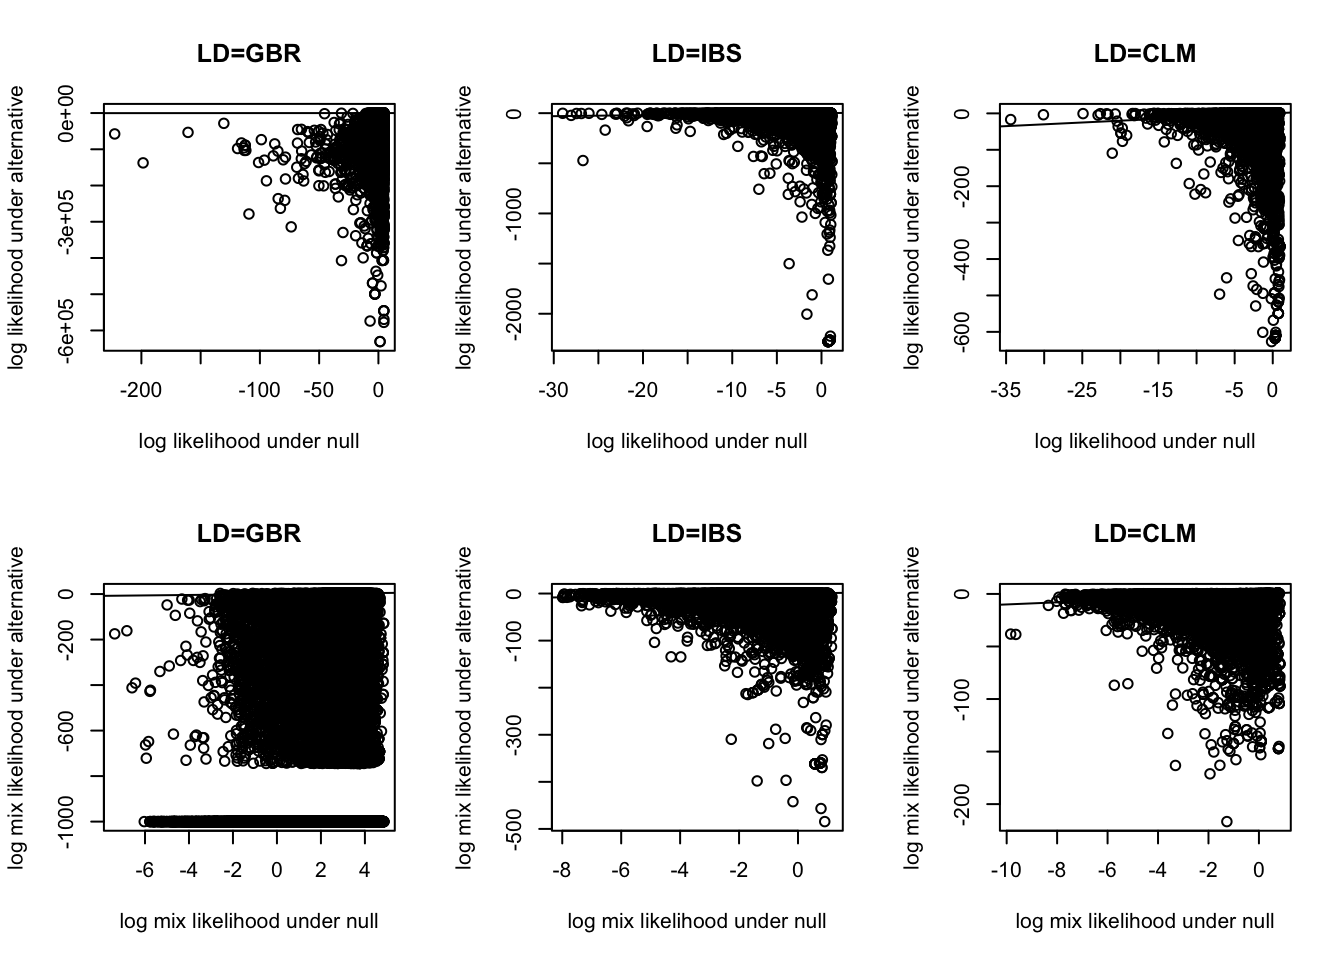 LD=GBR
log likelihood under alternative
0e+00
-3e+05
-6e+05
-200 -100 -50 0
log likelihood under null
LD=IBS
log likelihood under alternative
0
-1000
-2000
-30 -20 -10 -5 0
log likelihood under null
LD=CLM
log likelihood under alternative
0
-200
-400
-600
-35 -25 -15 -5 0
log likelihood under null
LD=GBR
log mix likelihood under alternative
0
-200
-600
-1000
-6 -4 -2 0 2 4
log mix likelihood under null
LD=IBS
log mix likelihood under alternative
0
-100
-300
-500
-8 -6 -4 -2 0
log mix likelihood under null
LD=CLM
log mix likelihood under alternative
0
-100
-200
-10 -8 -6 -4 -2 0
log mix likelihood under null